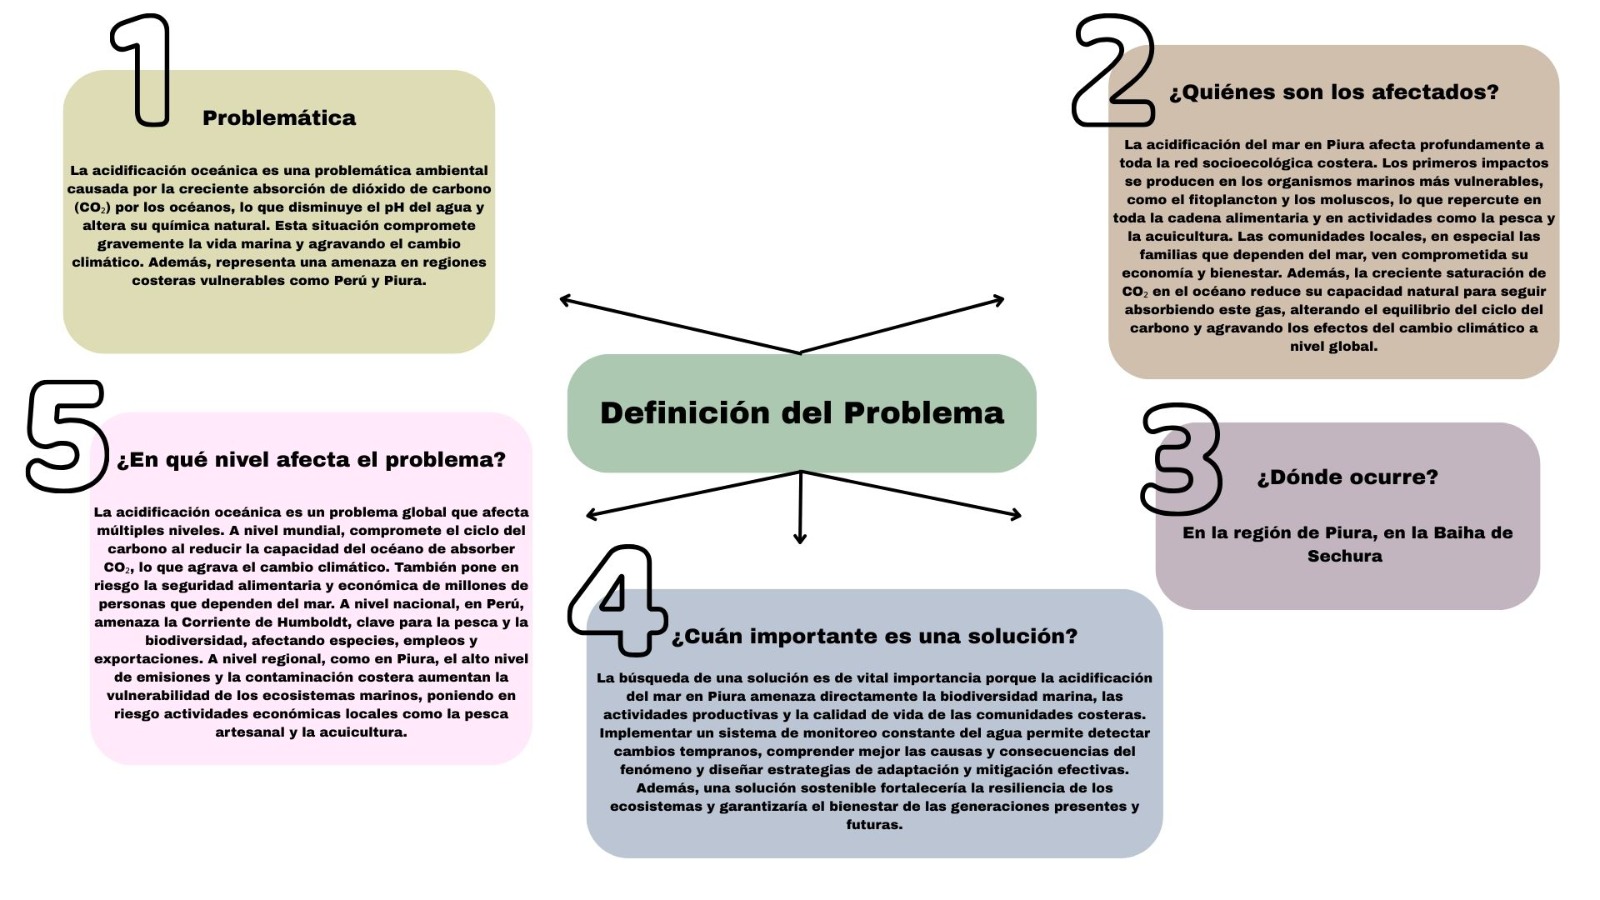 1
Problemática
La acidificación oceánica es una problemática ambiental
causada por la creciente absorción de dióxido de carbono
(CO₂) por los océanos, lo que disminuye el pH del agua y
altera su química natural. Esta situación compromete
gravemente la vida marina y agravando el cambio
climático. Además, representa una amenaza en regiones
costeras vulnerables como Perú y Piura.
2
¿Quiénes son los afectados?
La acidificación del mar en Piura afecta profundamente a
toda la red socioecológica costera. Los primeros impactos
se producen en los organismos marinos más vulnerables,
como el fitoplancton y los moluscos, lo que repercute en
toda la cadena alimentaria y en actividades como la pesca y
la acuicultura. Las comunidades locales, en especial las
familias que dependen del mar, ven comprometida su
economía y bienestar. Además, la creciente saturación de
CO₂ en el océano reduce su capacidad natural para seguir
absorbiendo este gas, alterando el equilibrio del ciclo del
carbono y agravando los efectos del cambio climático a
nivel global.
Definición del Problema
3
¿Dónde ocurre?
En la región de Piura, en la Baiha de
Sechura
4
¿Cuán importante es una solución?
La búsqueda de una solución es de vital importancia porque la acidificación
del mar en Piura amenaza directamente la biodiversidad marina, las
actividades productivas y la calidad de vida de las comunidades costeras.
Implementar un sistema de monitoreo constante del agua permite detectar
cambios tempranos, comprender mejor las causas y consecuencias del
fenómeno y diseñar estrategias de adaptación y mitigación efectivas.
Además, una solución sostenible fortalecería la resiliencia de los
ecosistemas y garantizaría el bienestar de las generaciones presentes y
futuras.
5
¿En qué nivel afecta el problema?
La acidificación oceánica es un problema global que afecta
múltiples niveles. A nivel mundial, compromete el ciclo del
carbono al reducir la capacidad del océano de absorber
CO₂, lo que agrava el cambio climático. También pone en
riesgo la seguridad alimentaria y económica de millones de
personas que dependen del mar. A nivel nacional, en Perú,
amenaza la Corriente de Humboldt, clave para la pesca y la
biodiversidad, afectando especies, empleos y
exportaciones. A nivel regional, como en Piura, el alto nivel
de emisiones y la contaminación costera aumentan la
vulnerabilidad de los ecosistemas marinos, poniendo en
riesgo actividades económicas locales como la pesca
artesanal y la acuicultura.